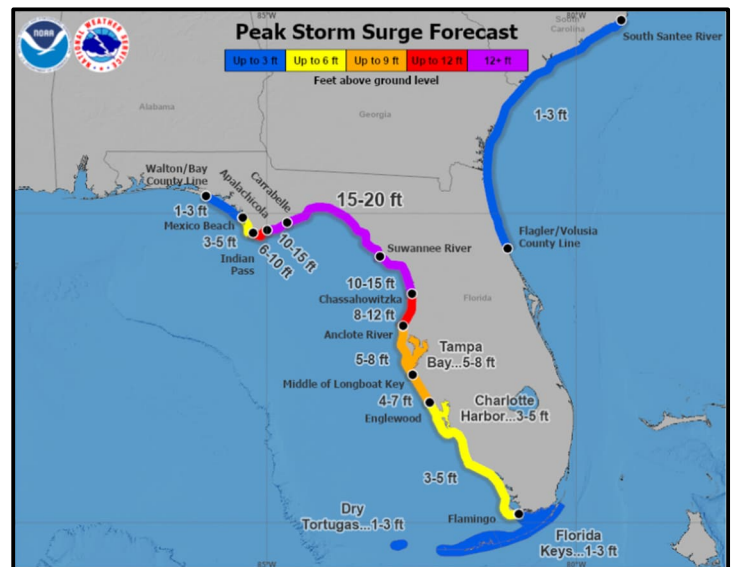 NOAA
NATIONAL WEATHER SERVICE
85°W
80°W
Peak Storm Surge Forecast
Up to 3 ft
Up to 6 ft
Up to 9 ft
Up to 12 ft
12+ ft
Feet above ground level
South
Carolina
South Santee River
Alabama
Georgia
1-3 ft
Walton/Bay
County Line
Apalachicola
Carrabelle
15-20 ft
1-3 ft
Mexico Beach
3-5 ft
Indian
Pass
6-10 ft
10-15 ft
Suwannee River
Flagler/Volusia
County Line
10-15 ft
Chassahowitzka
8-12 ft
Florida
Anclote River
5-8 ft
Tampa
Bay...5-8 ft
Middle of Longboat Key
4-7 ft
Englewood
Charlotte
Harbor...3-5 ft
3-5 ft
Dry
Tortugas...1-3 ft
Flamingo
Florida
Keys...1-3 ft
85°W
80°W